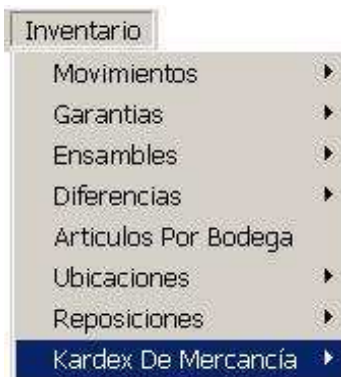 Inventario
Movimientos
Garantias
Ensambles
Diferencias
Articulos Por Bodega
Ubicaciones
Reposiciones
Kardex De Mercancía